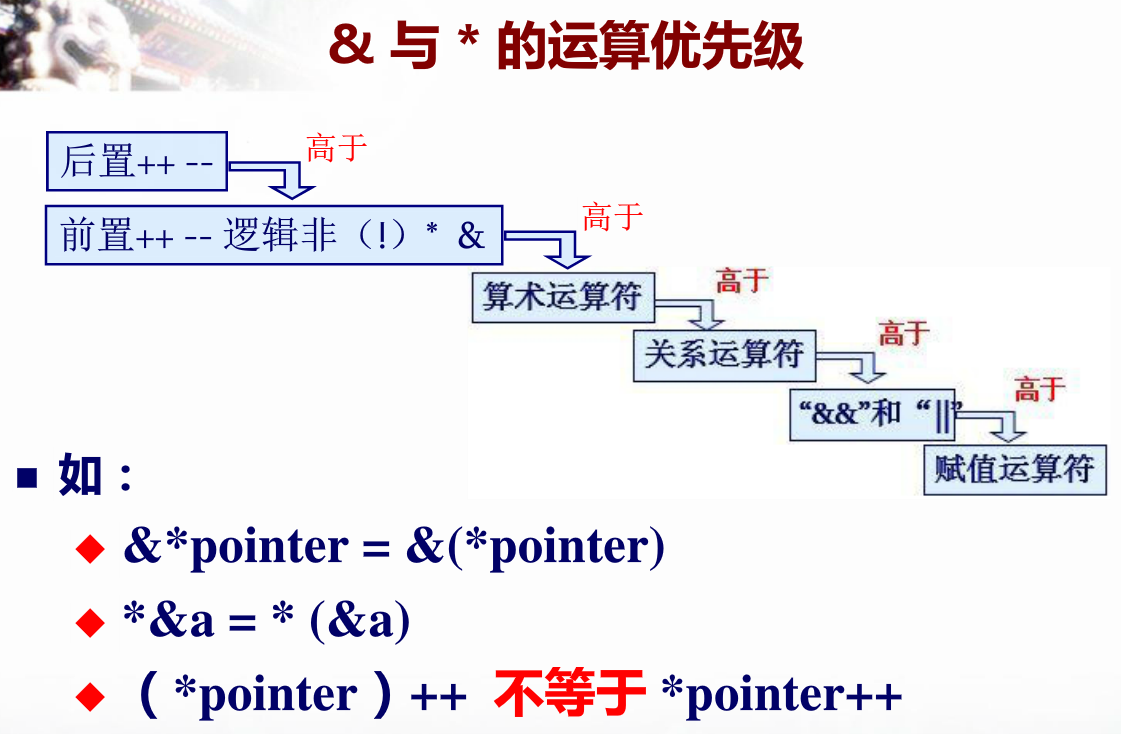 & 与 * 的运算优先级
后置++ --
高于
前置++ -- 逻辑非（!）* &
高于
算术运算符
高于
关系运算符
高于
“&&”和“||”
高于
赋值运算符
如：
&*pointer = &(*pointer)
*&a = * (&a)
（*pointer）++ 不等于 *pointer++